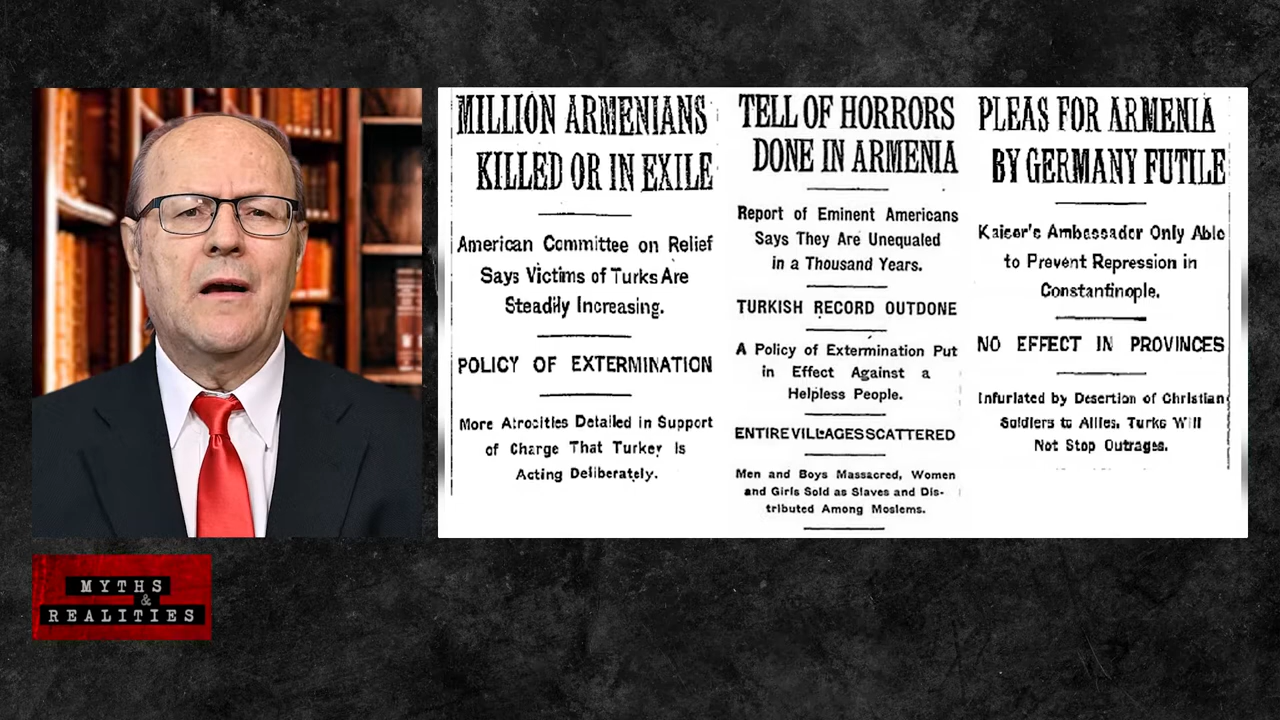 MILLION ARMENIANS
KILLED OR IN EXILE
American Committee on Relief
Says Victims of Turks Are
Steadily Increasing.
POLICY OF EXTERMINATION
More Atrocities Detailed in Support
of Charge That Turkey Is
Acting Deliberately.
TELL OF HORRORS
DONE IN ARMENIA
Report of Eminent Americans
Says They Are Unequaled
in a Thousand Years.
TURKISH RECORD OUTDONE
A Policy of Extermination Put
in Effect Against a
Helpless People.
ENTIRE VILLAGES SCATTERED
Men and Boys Massacred, Women
and Girls Sold as Slaves and Dis-
tributed Among Moslems.
PLEAS FOR ARMENIA
BY GERMANY FUTILE
Kaiser's Ambassador Only Able
to Prevent Repression in
Constantinople.
NO EFFECT IN PROVINCES
Infuriated by Desertion of Christian
Soldiers to Allies, Turks Will
Not Stop Outrages.
MYTHS
&
REALITIES